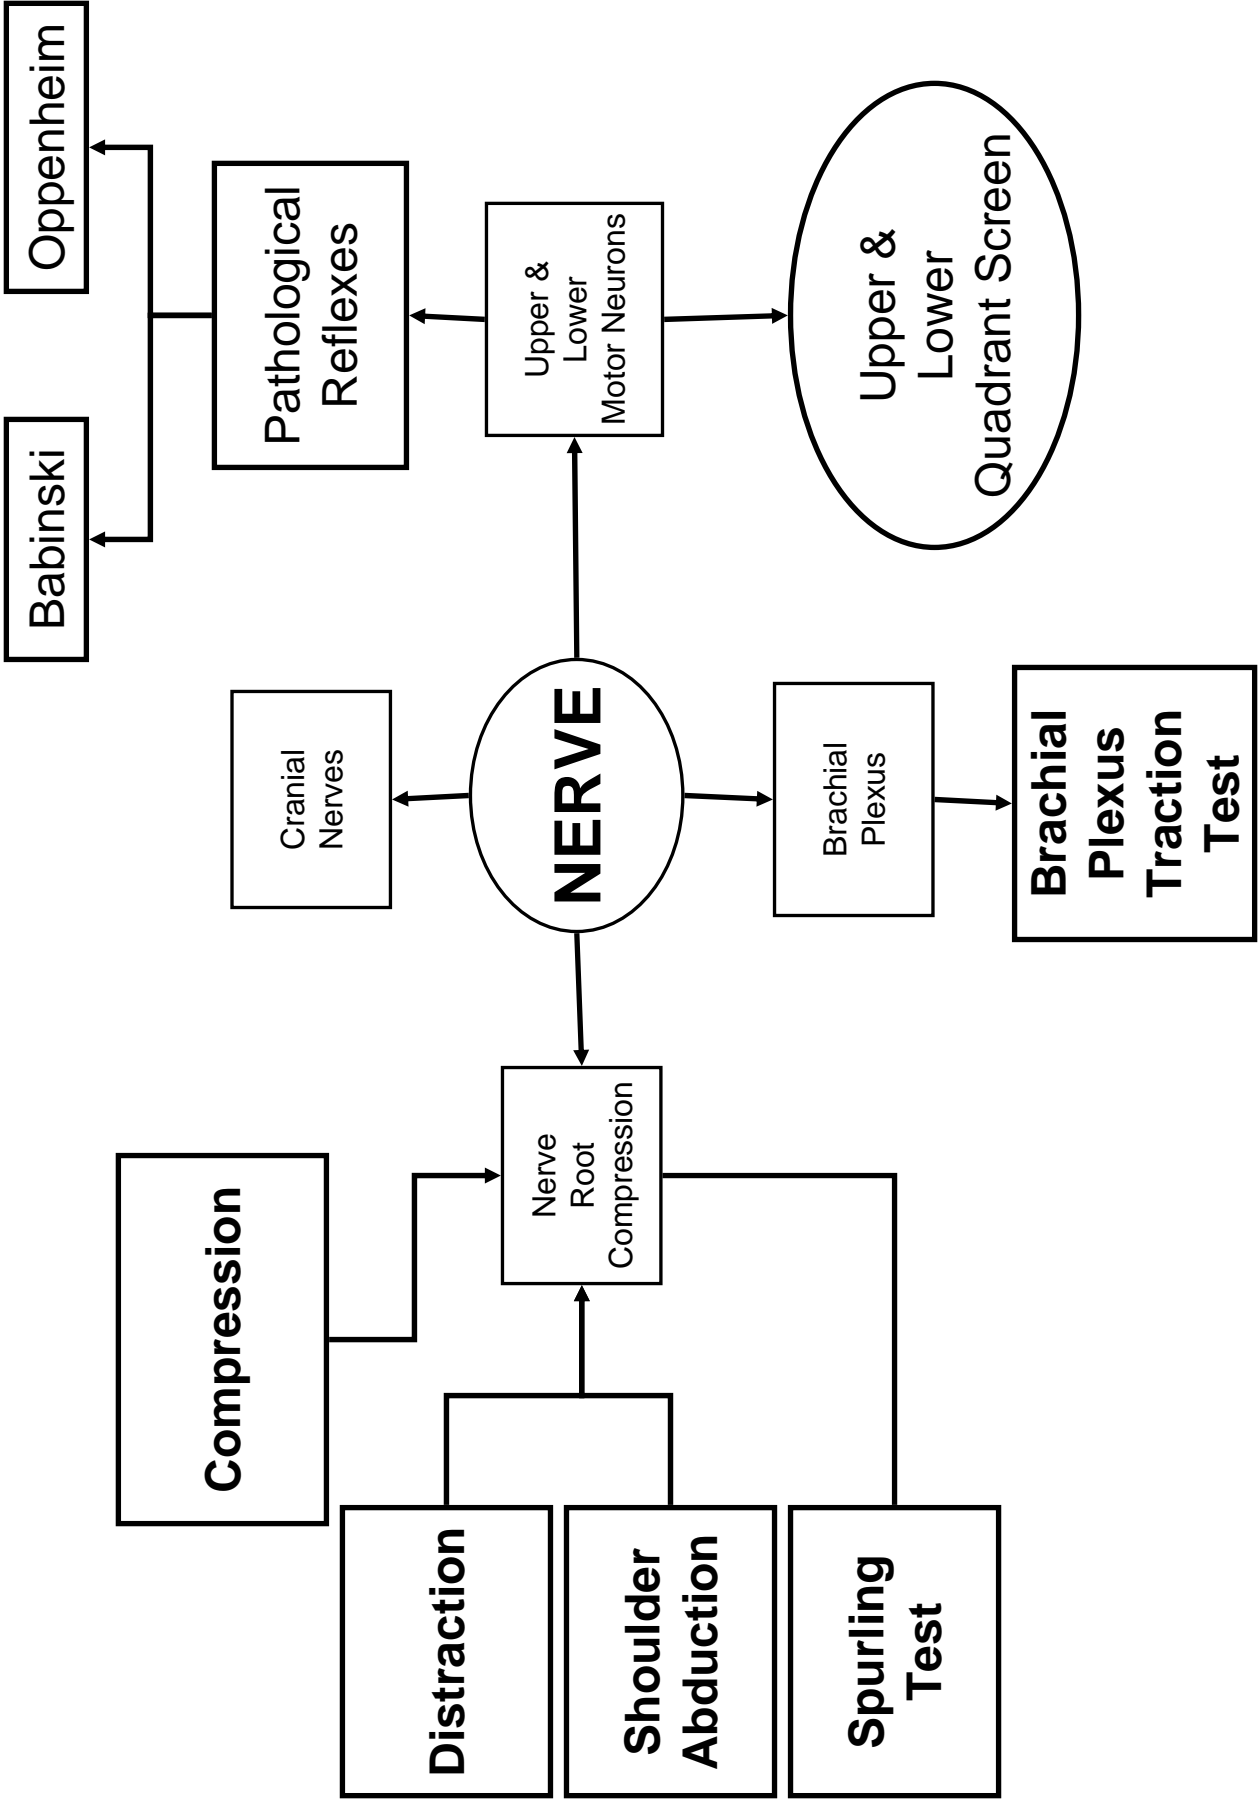 Babinski
Oppenheim
Pathological
Reflexes
Cranial
Nerves
Upper &
Lower
Motor Neurons
NERVE
Upper &
Lower
Quadrant Screen
Brachial
Plexus
Brachial
Plexus
Traction
Test
Compression
Nerve
Root
Compression
Distraction
Shoulder
Abduction
Spurling
Test